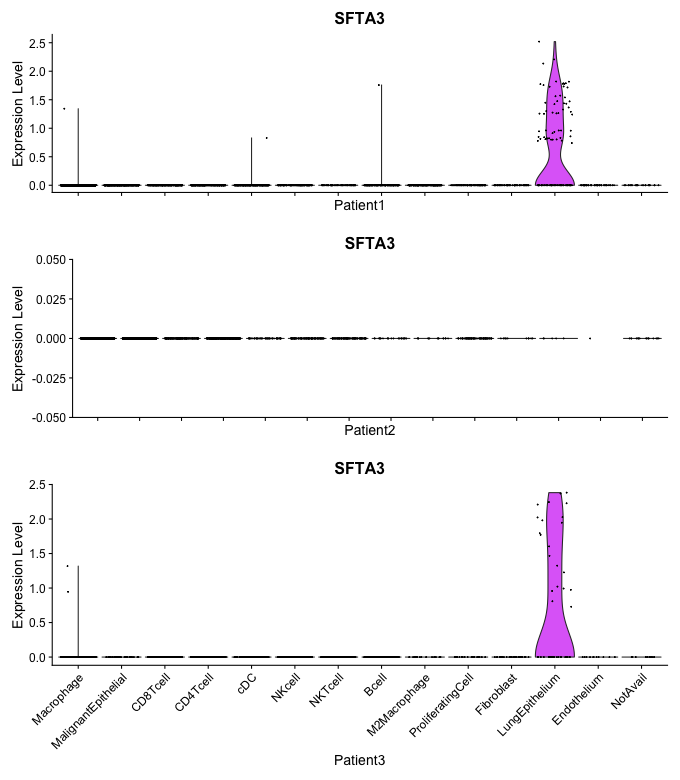 SFTA3
Expression Level
2.5
2.0
1.5
1.0
0.5
0.0
Patient1
SFTA3
Expression Level
0.050
0.025
0.000
-0.025
-0.050
Patient2
SFTA3
Expression Level
2.5
2.0
1.5
1.0
0.5
0.0
Macrophage
MalignantEpithelial
CD8Tcell
CD4Tcell
cDC
NKcell
NKTcell
Bcell
M2Macrophage
ProliferatingCell
Fibroblast
LungEpithelium
Endothelium
NotAvail
Patient3